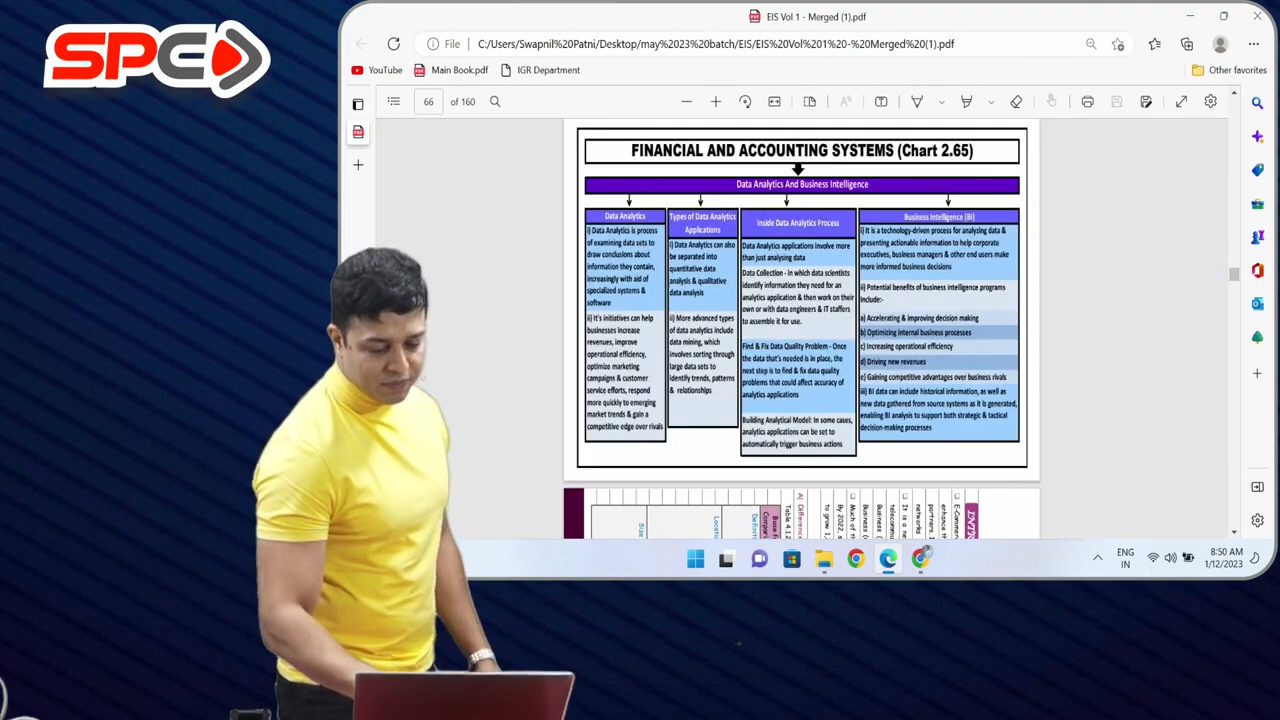 SPC
EIS Vol 1 - Merged (1).pdf
File
C:/Users/Swapnil%20Patni/Desktop/may%2023%20batch/EIS/EIS%20Vol%201%20-%20Merged%20(1).pdf
YouTube
Main Book.pdf
IGR Department
Other favorites
66 of 160
FINANCIAL AND ACCOUNTING SYSTEMS (Chart 2.65)
Data Analytics And Business Intelligence
Data Analytics
i) Data Analytics is process
of examining data sets to
draw conclusions about
information they contain,
increasingly with aid of
specialized systems &
software
ii) It's initiatives can help
businesses increase
revenues, improve
operational efficiency,
optimize marketing
campaigns & customer
service efforts, respond
more quickly to emerging
market trends & gain a
competitive edge over rivals
Types of Data Analytics
Applications
i) Data Analytics can also
be separated into
quantitative data
analysis & qualitative
data analysis
ii) More advanced types
of data analytics include
data mining, which
involves sorting through
large data sets to
identify trends, patterns
& relationships
Inside Data Analytics Process
Data Analytics applications involve more
than just analysing data
Data Collection - in which data scientists
identify information they need for an
analytics application & then work on their
own or with data engineers & IT staffers
to assemble it for use.
Find & Fix Data Quality Problem - Once
the data that's needed is in place, the
next step is to find & fix data quality
problems that could affect accuracy of
analytics applications
Building Analytical Model: In some cases,
analytics applications can be set to
automatically trigger business actions
Business Intelligence (BI)
i) It is a technology-driven process for analyzing data &
presenting actionable information to help corporate
executives, business managers & other end users make
more informed business decisions
ii) Potential benefits of business intelligence programs
include:-
a) Accelerating & improving decision making
b) Optimizing internal business processes
c) Increasing operational efficiency
d) Driving new revenues
e) Gaining competitive advantages over business rivals
iii) BI data can include historical information, as well as
new data gathered from source systems as it is generated,
enabling BI analysis to support both strategic & tactical
decision-making processes
ENG
IN
8:50 AM
1/12/2023